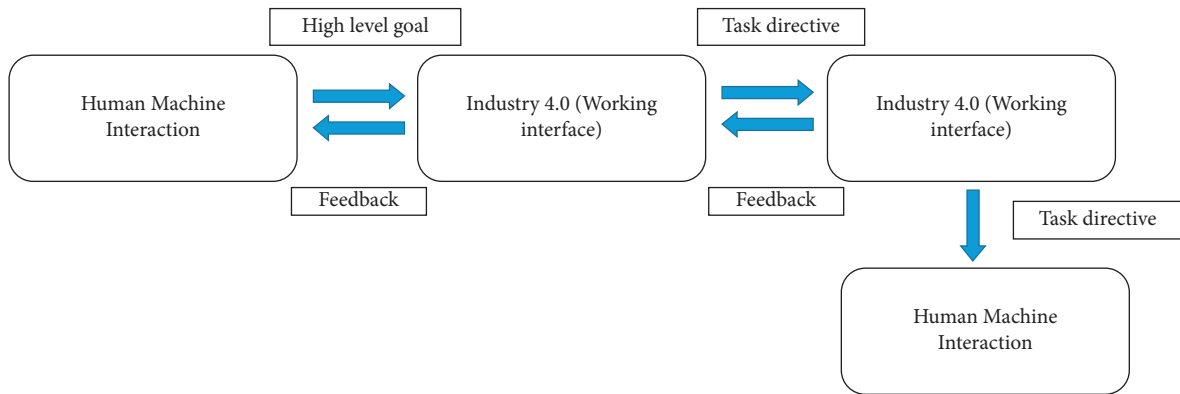 High level goal
Task directive
Human Machine
Interaction
Industry 4.0 (Working
interface)
Industry 4.0 (Working
interface)
Feedback
Feedback
Task directive
Human Machine
Interaction